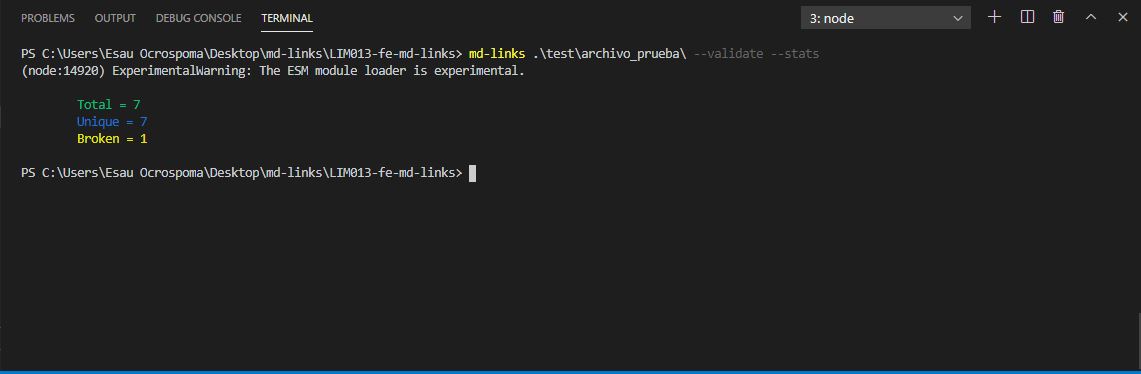 PROBLEMS OUTPUT DEBUG CONSOLE TERMINAL 3: node
PS C:\Users\Esau Ocrospoma\Desktop\md-links\LIM013-fe-md-links> md-links .\test\archivo_prueba\ --validate --stats
(node:14920) ExperimentalWarning: The ESM module loader is experimental.
Total = 7
Unique = 7
Broken = 1
PS C:\Users\Esau Ocrospoma\Desktop\md-links\LIM013-fe-md-links>